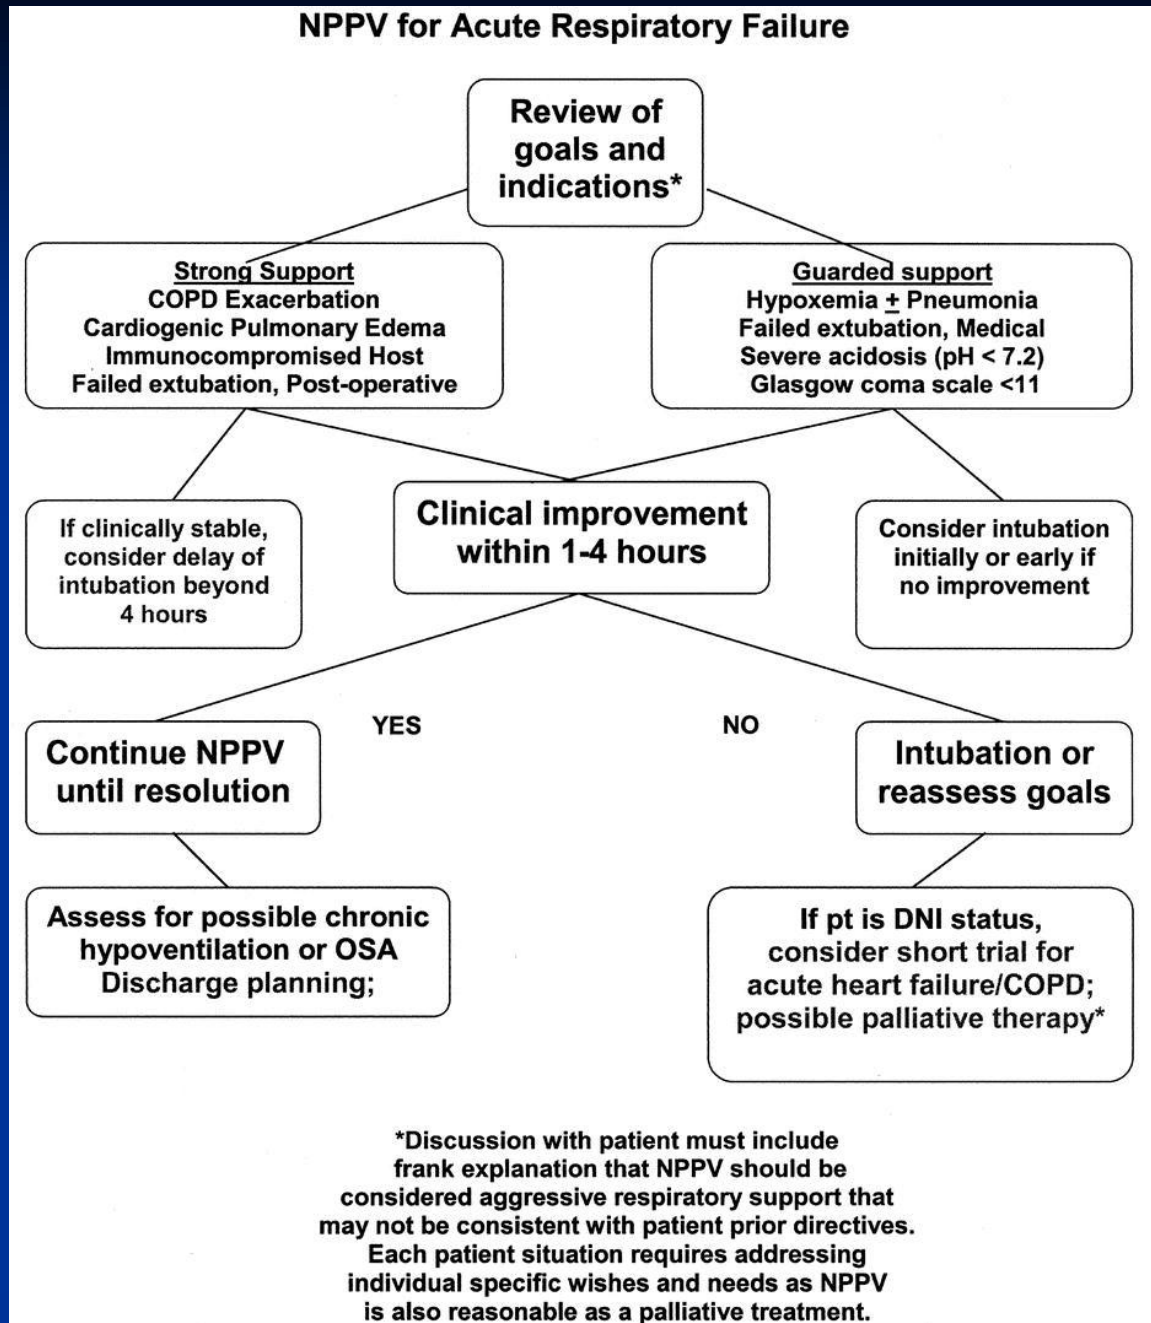 NPPV for Acute Respiratory Failure
Review of
goals and
indications*
Strong Support
COPD Exacerbation
Cardiogenic Pulmonary Edema
Immunocompromised Host
Failed extubation, Post-operative
Guarded support
Hypoxemia ± Pneumonia
Failed extubation, Medical
Severe acidosis (pH < 7.2)
Glasgow coma scale <11
If clinically stable,
consider delay of
intubation beyond
4 hours
Clinical improvement
within 1-4 hours
Consider intubation
initially or early if
no improvement
YES
NO
Continue NPPV
until resolution
Intubation or
reassess goals
Assess for possible chronic
hypoventilation or OSA
Discharge planning;
If pt is DNI status,
consider short trial for
acute heart failure/COPD;
possible palliative therapy*
*Discussion with patient must include
frank explanation that NPPV should be
considered aggressive respiratory support that
may not be consistent with patient prior directives.
Each patient situation requires addressing
individual specific wishes and needs as NPPV
is also reasonable as a palliative treatment.